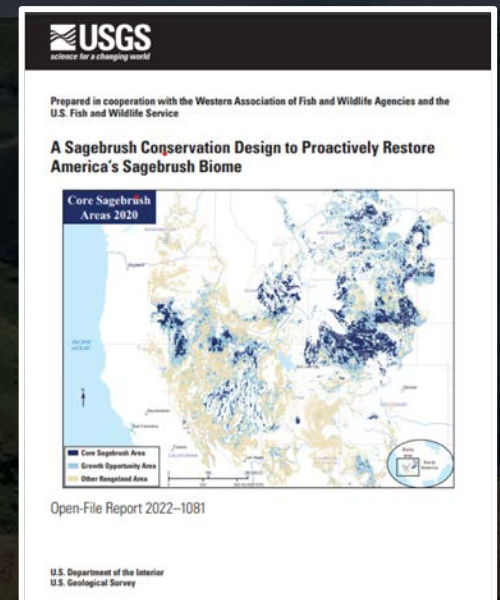 USGS
science for a changing world
Prepared in cooperation with the Western Association of Fish and Wildlife Agencies and the
U.S. Fish and Wildlife Service
A Sagebrush Conservation Design to Proactively Restore
America's Sagebrush Biome
Core Sagebrush
Areas 2020
PACIFIC
OCEAN
CALIFORNIA
Core Sagebrush Area
Growth Opportunity Area
Other Rangeland Area
Study
area
North
America
Open-File Report 2022–1081
U.S. Department of the Interior
U.S. Geological Survey